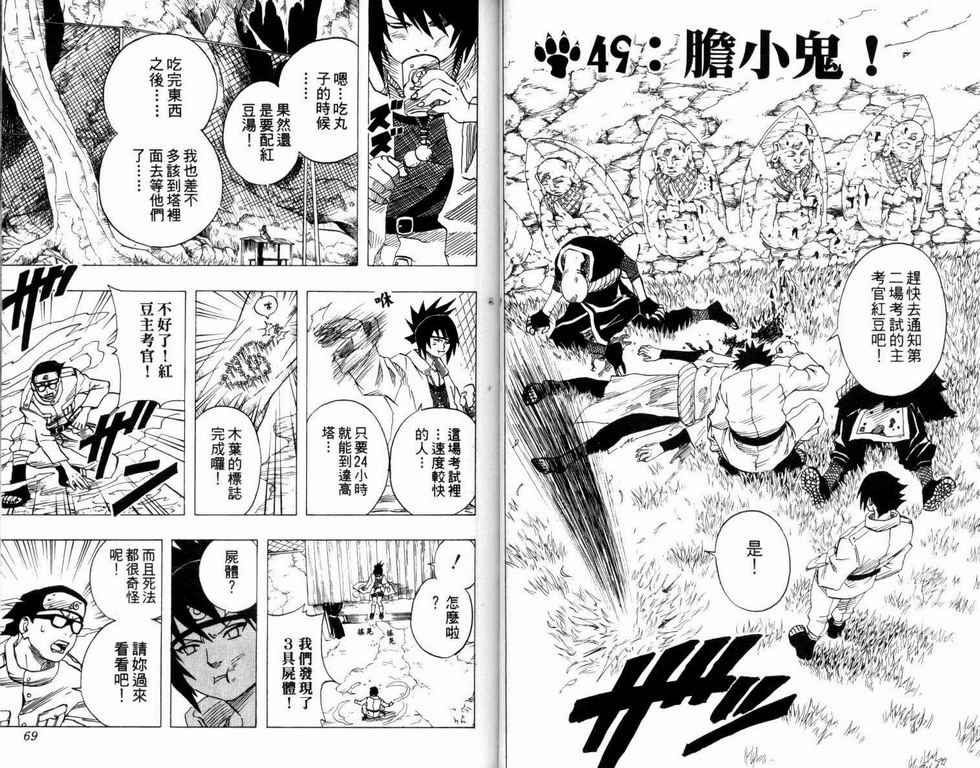 49：膽小鬼！
趕快去通知第
二場考試的主
考官紅豆吧！
是！
嗯…吃丸
子的時候
……
果然還
是要配紅
豆湯！
吃完東西
之後……
我也差不
多該到塔裡
面去等他們
了……
咻
這場考試裡
…速度較快
的人…
只要24小時
就能到達高
塔…
木葉的標誌
完成囉！
不好了！紅
豆主考官！
！
怎麼啦
？
搖晃
搖晃
我們發現了
3具屍體！
屍體？
而且死法
都很奇怪
呢！
請妳過來
看看吧！
69